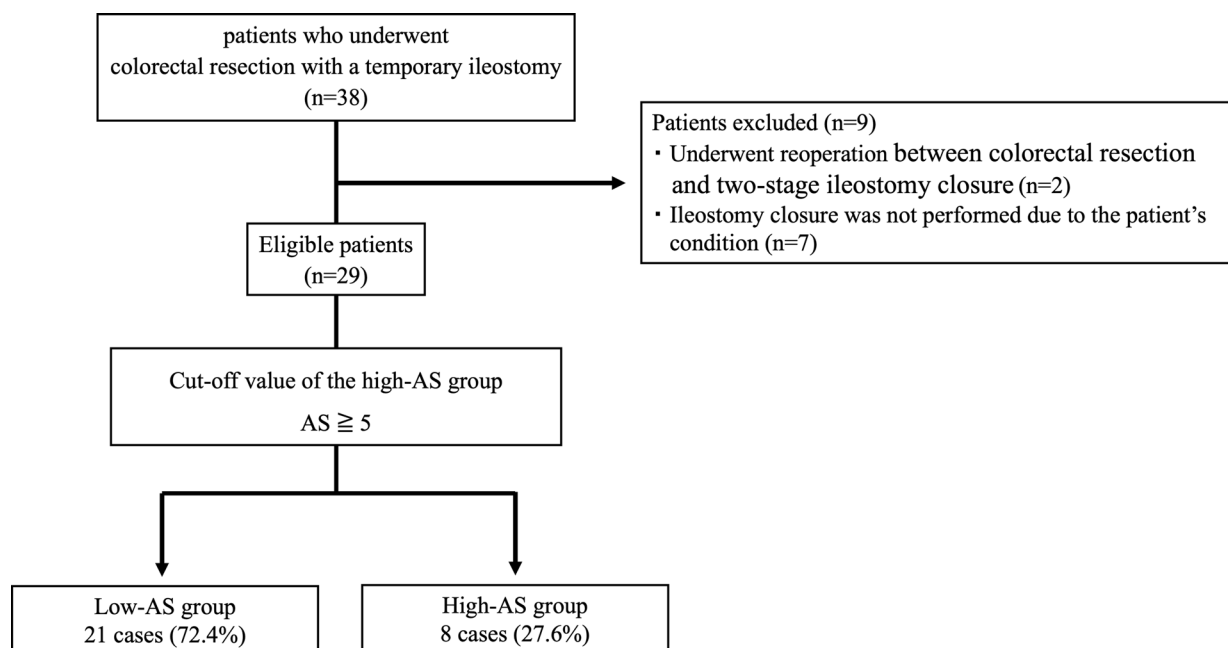 patients who underwent
colorectal resection with a temporary ileostomy
(n=38)
Patients excluded (n=9)
・Underwent reoperation between colorectal resection
and two-stage ileostomy closure (n=2)
・Ileostomy closure was not performed due to the patient’s
condition (n=7)
Eligible patients
(n=29)
Cut-off value of the high-AS group
AS ≧ 5
Low-AS group
21 cases (72.4%)
High-AS group
8 cases (27.6%)